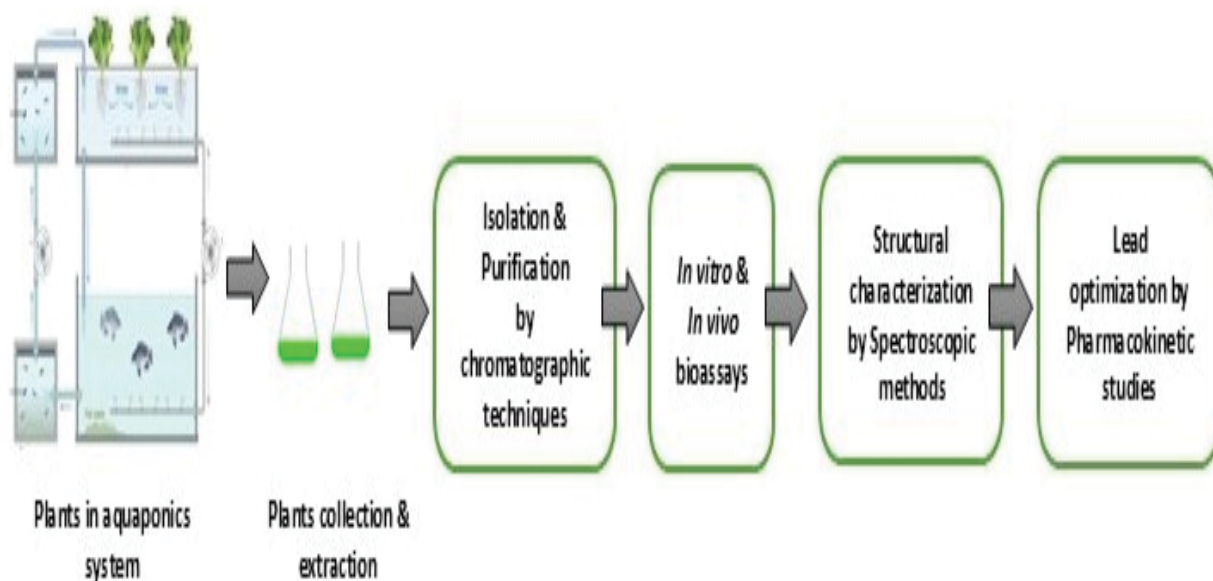 Plants in aquaponics
system
Plants collection &
extraction
Isolation &
Purification
by
chromatographic
techniques
In vitro &
In vivo
bioassays
Structural
characterization
by Spectroscopic
methods
Lead
optimization by
Pharmacokinetic
studies